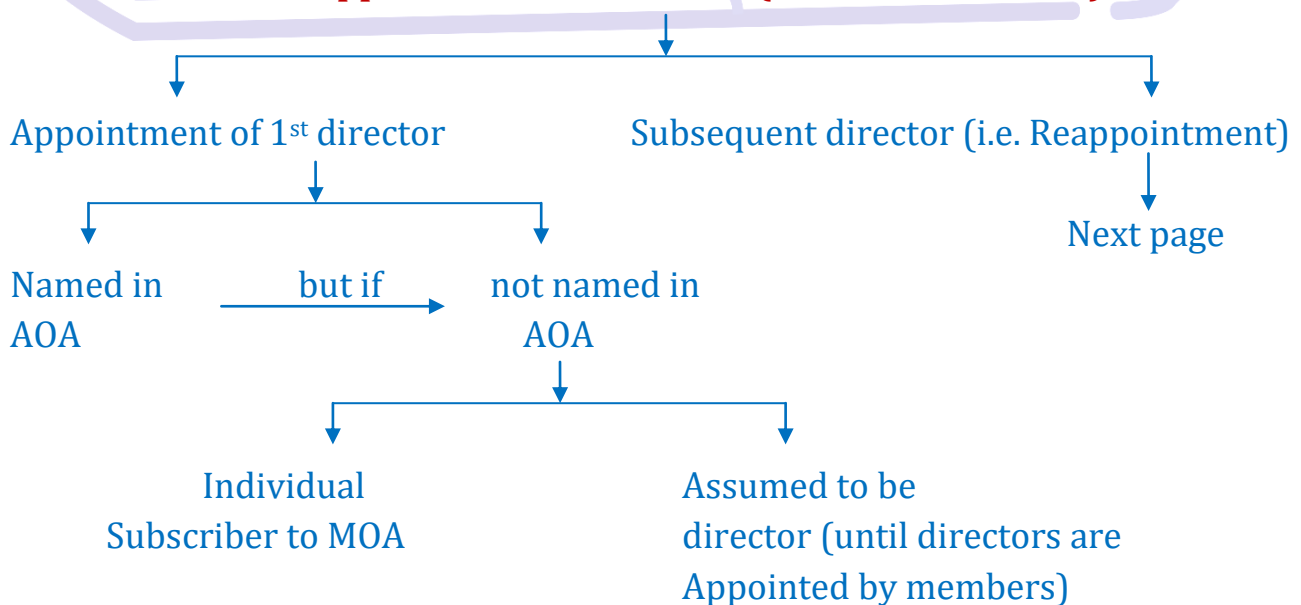 Appointment of 1st director
Subsequent director (i.e. Reappointment)
Next page
Named in
but if
not named in
AOA
AOA
Individual
Subscriber to MOA
Assumed to be
director (until directors are
Appointed by members)